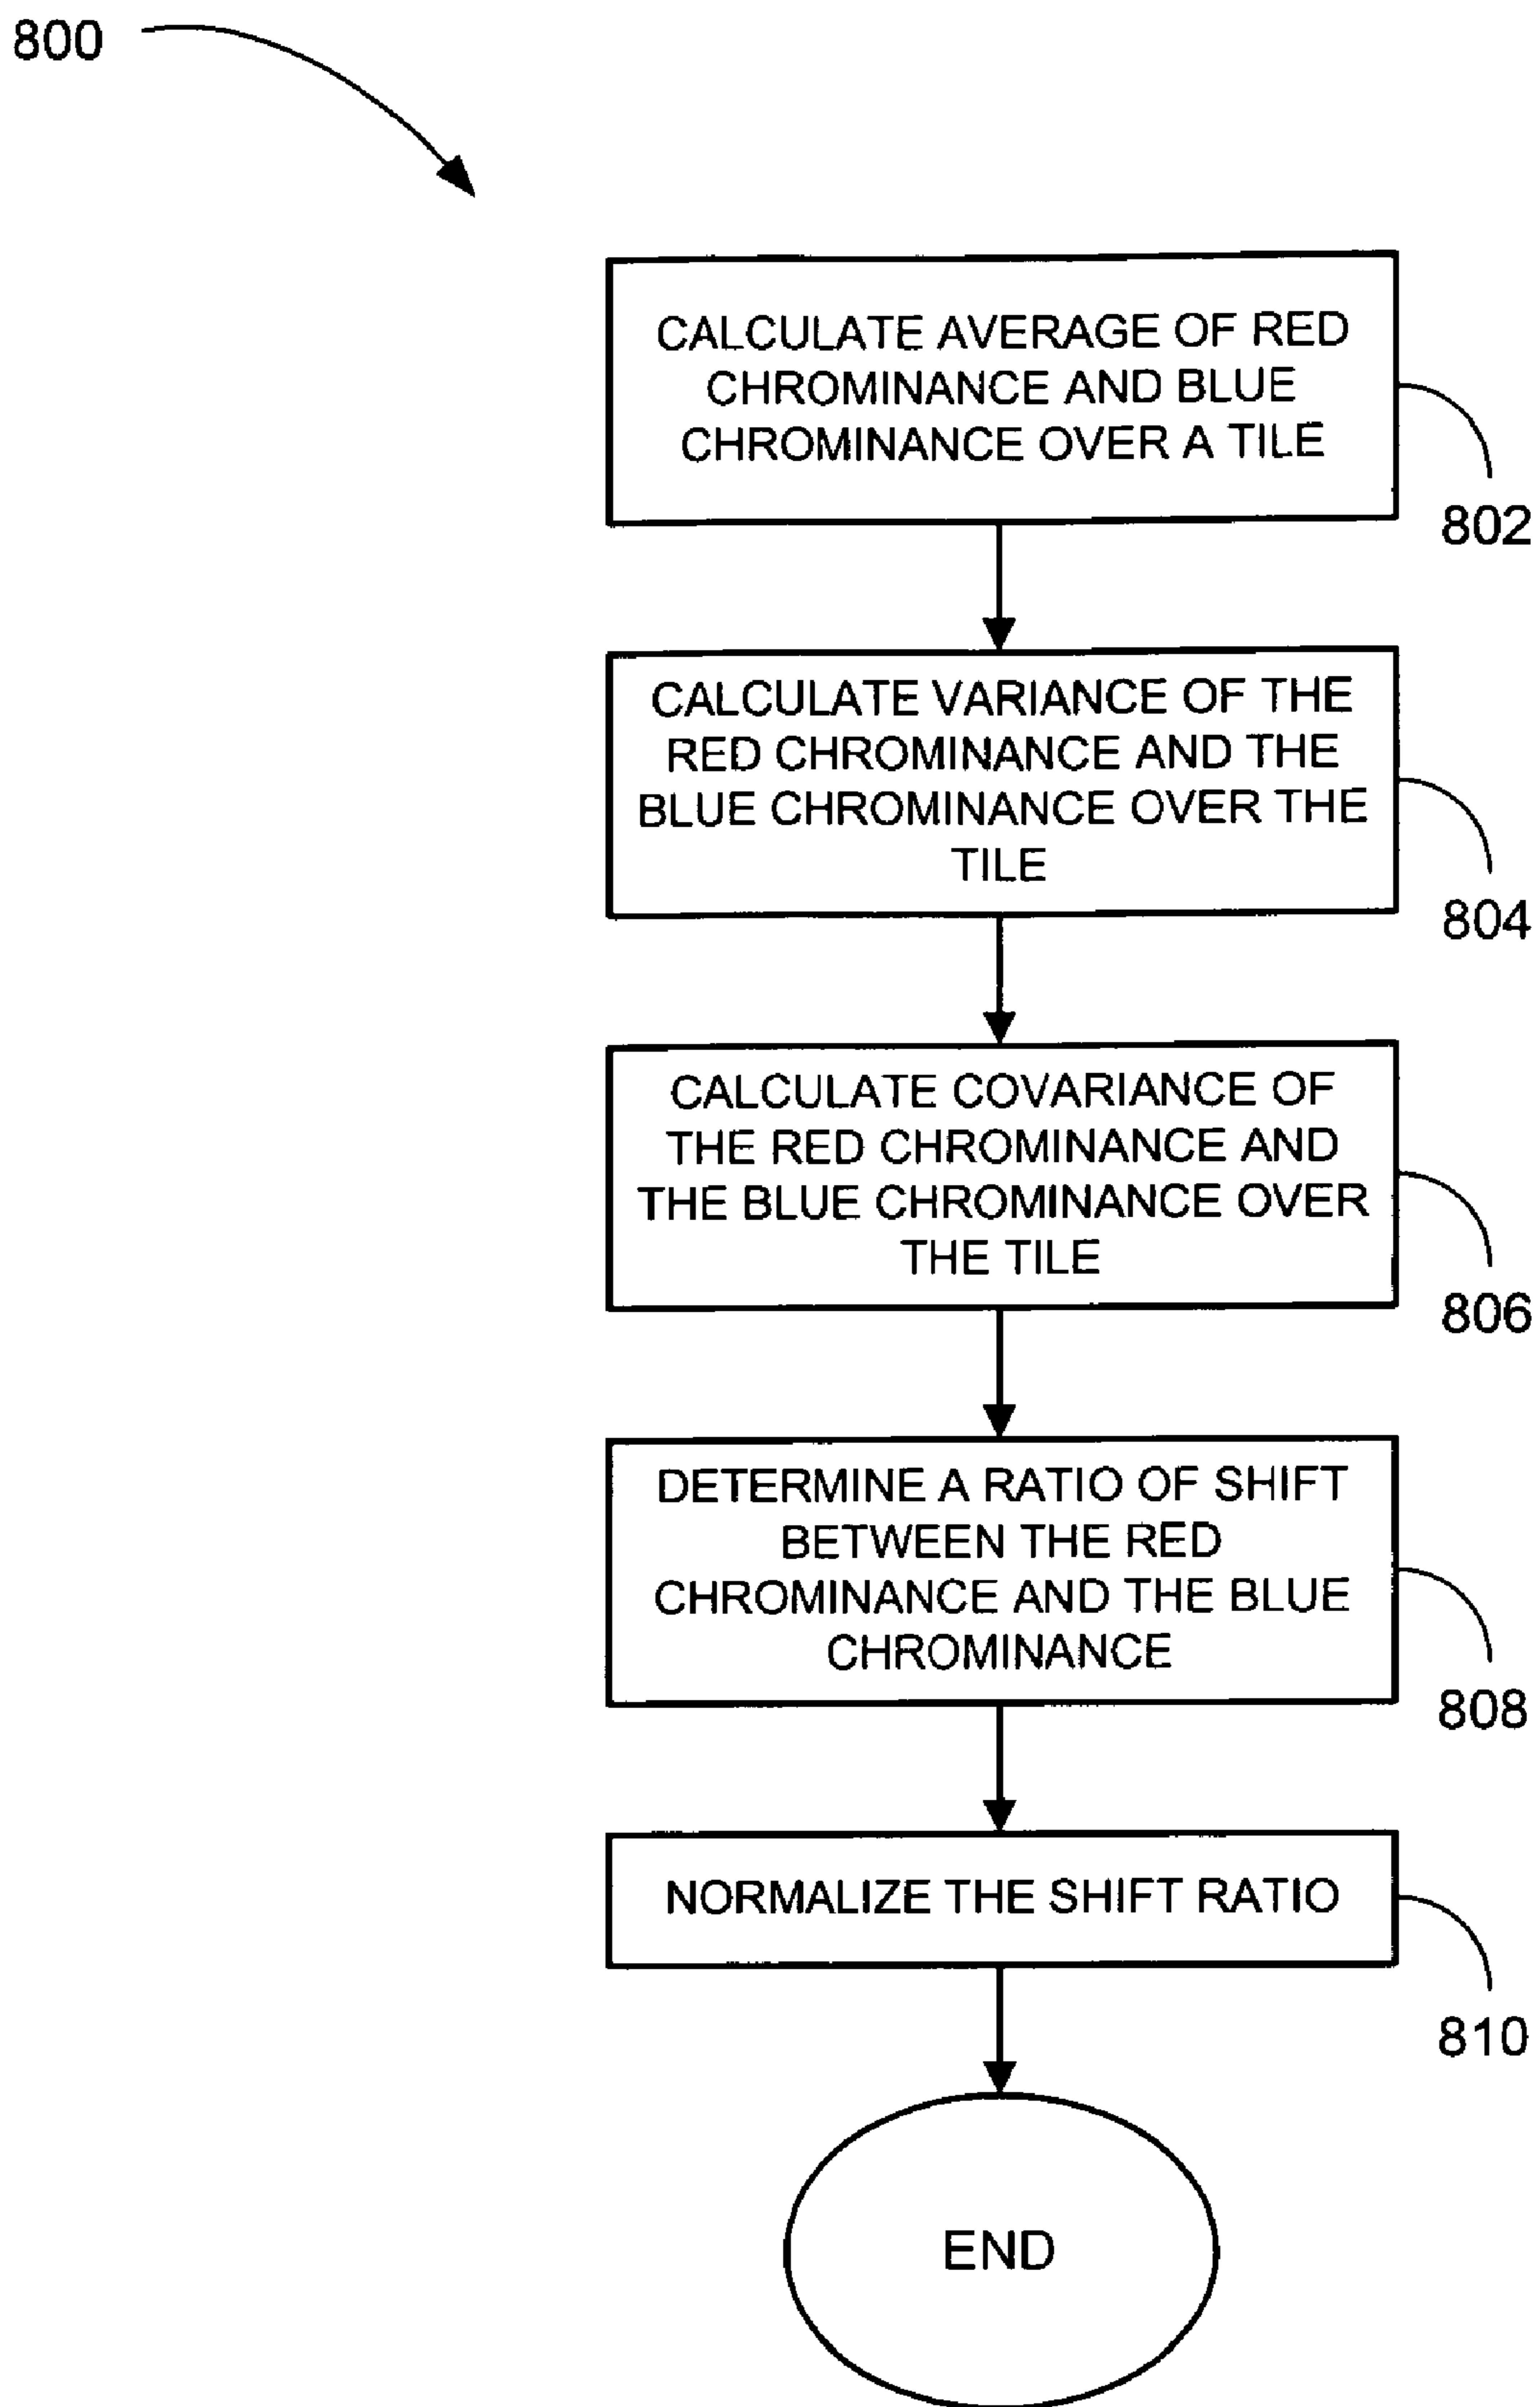 800
CALCULATE AVERAGE OF RED
CHROMINANCE AND BLUE
CHROMINANCE OVER A TILE
802
CALCULATE VARIANCE OF THE
RED CHROMINANCE AND THE
BLUE CHROMINANCE OVER THE
TILE
804
CALCULATE COVARIANCE OF
THE RED CHROMINANCE AND
THE BLUE CHROMINANCE OVER
THE TILE
806
DETERMINE A RATIO OF SHIFT
BETWEEN THE RED
CHROMINANCE AND THE BLUE
CHROMINANCE
808
NORMALIZE THE SHIFT RATIO
810
END